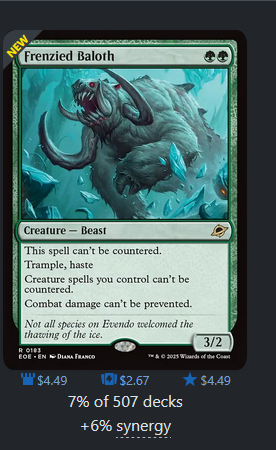 NEW
Frenzied Baloth
Creature — Beast
This spell can't be countered.
Trample, haste
Creature spells you control can't be
countered.
Combat damage can't be prevented.
Not all species on Evendo welcomed the
thawing of the ice.
3/2
R 0183
EOE • EN DIANA FRANCO
™ & © 2025 Wizards of the Coast
$4.49
$2.67
$4.49
7% of 507 decks
+6% synergy